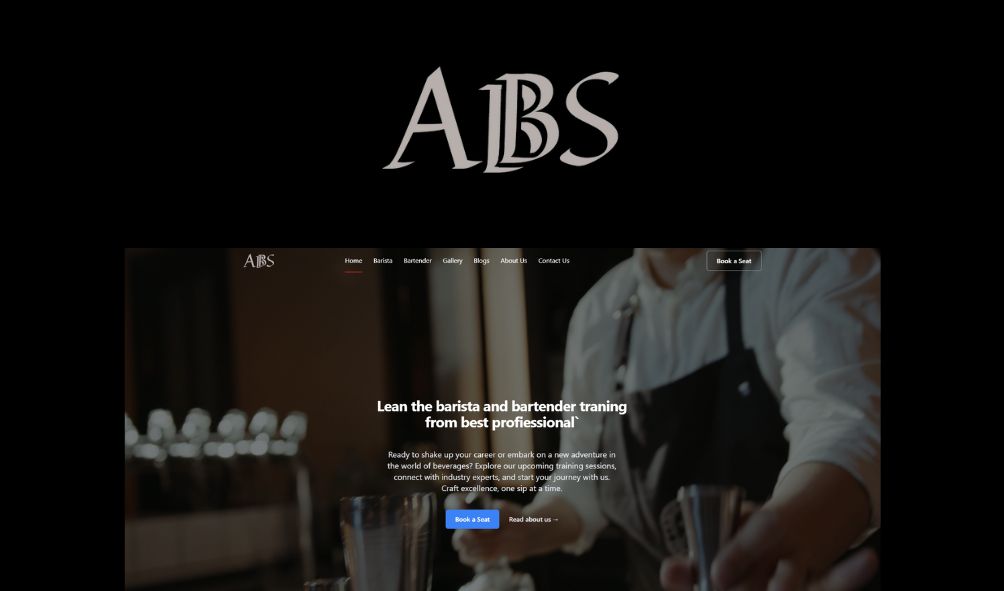 ALBS
ALBS
Home Barista Bartender Gallery Blogs About Us Contact Us Book a Seat
Lean the barista and bartender traning
from best profiessional`
Ready to shake up your career or embark on a new adventure in
the world of beverages? Explore our upcoming training sessions,
connect with industry experts, and start your journey with us.
Craft excellence, one sip at a time.
Book a Seat Read about us →